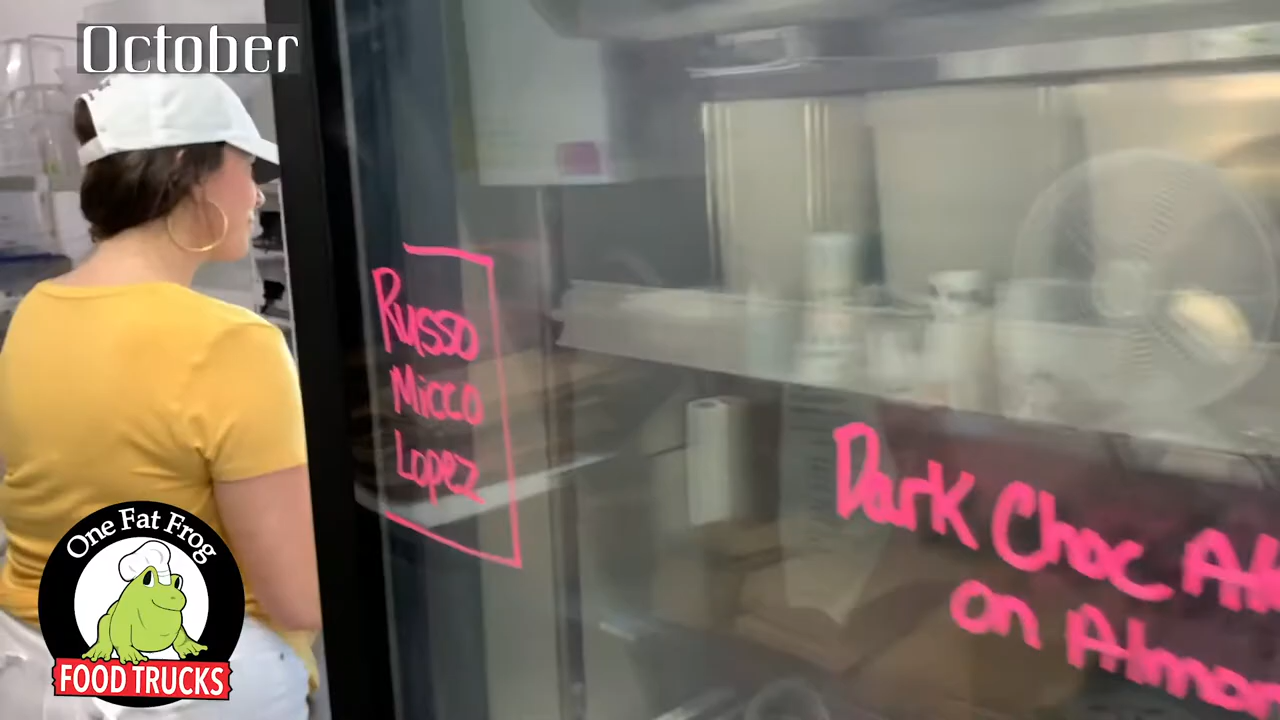 October
Russo
Micco
Lopez
Dark Choc
on
One Fat Frog
FOOD TRUCKS